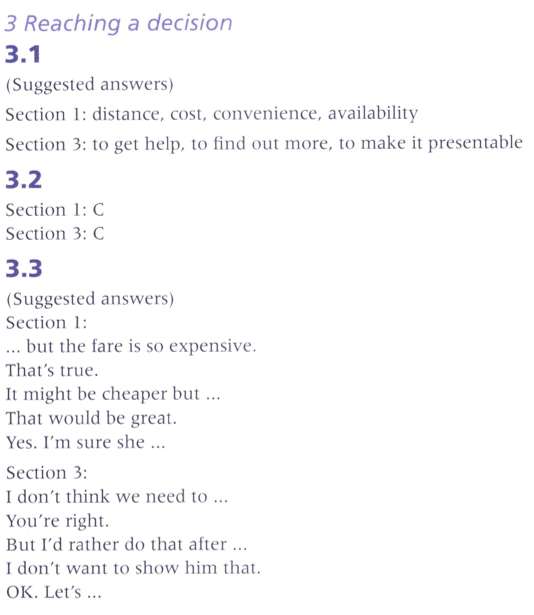 3 Reaching a decision
3.1
(Suggested answers)
Section 1: distance, cost, convenience, availability
Section 3: to get help, to find out more, to make it presentable
3.2
Section 1: C
Section 3: C
3.3
(Suggested answers)
Section 1:
... but the fare is so expensive.
That's true.
It might be cheaper but ...
That would be great.
Yes. I'm sure she ...
Section 3:
I don't think we need to ...
You're right.
But I'd rather do that after ...
I don't want to show him that.
OK. Let's ...